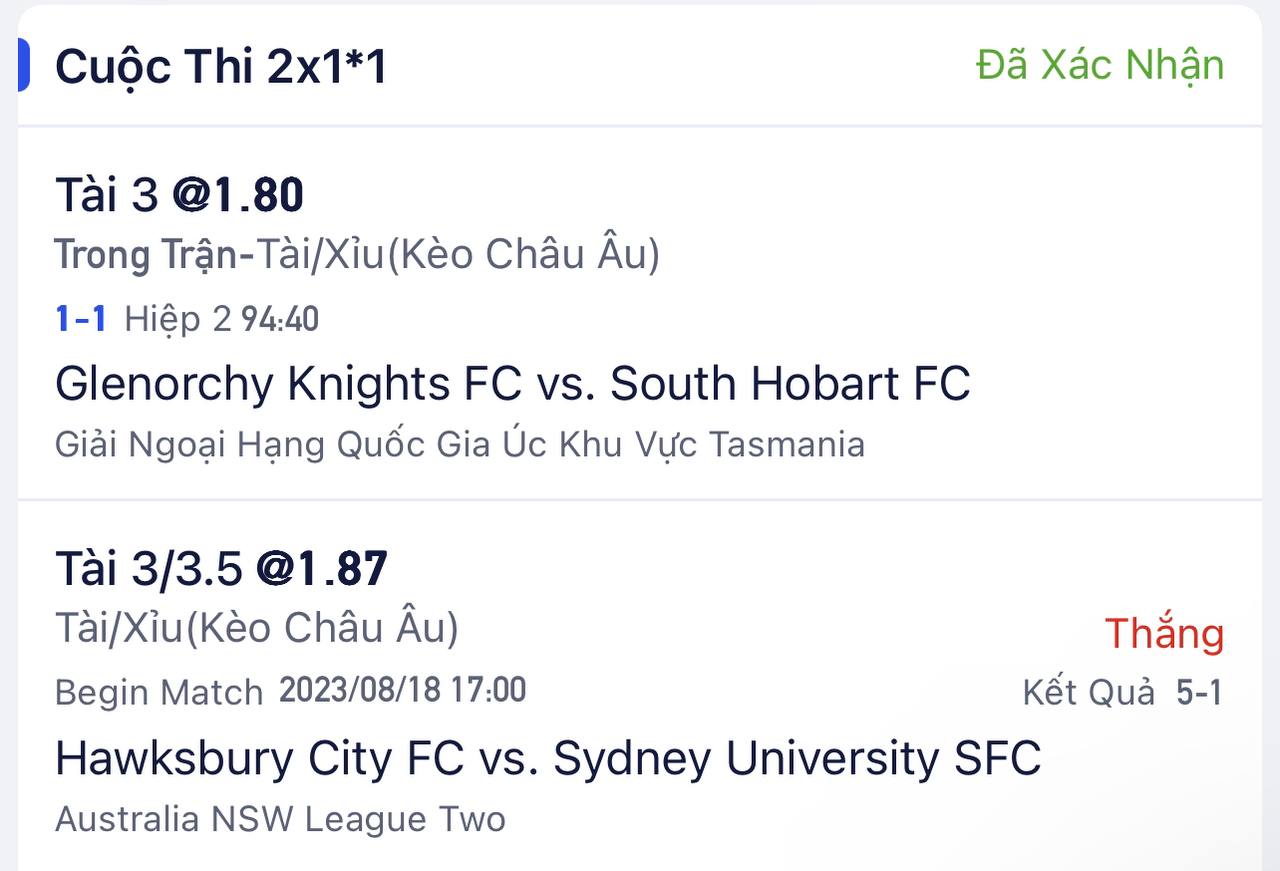 Cuộc Thi 2x1*1
Đã Xác Nhận
Tài 3 @1.80
Trong Trận-Tài/Xỉu(Kèo Châu Âu)
1-1 Hiệp 2 94:40
Glenorchy Knights FC vs. South Hobart FC
Giải Ngoại Hạng Quốc Gia Úc Khu Vực Tasmania
Tài 3/3.5 @1.87
Tài/Xỉu(Kèo Châu Âu)
Thắng
Begin Match 2023/08/18 17:00
Kết Quả 5-1
Hawksbury City FC vs. Sydney University SFC
Australia NSW League Two